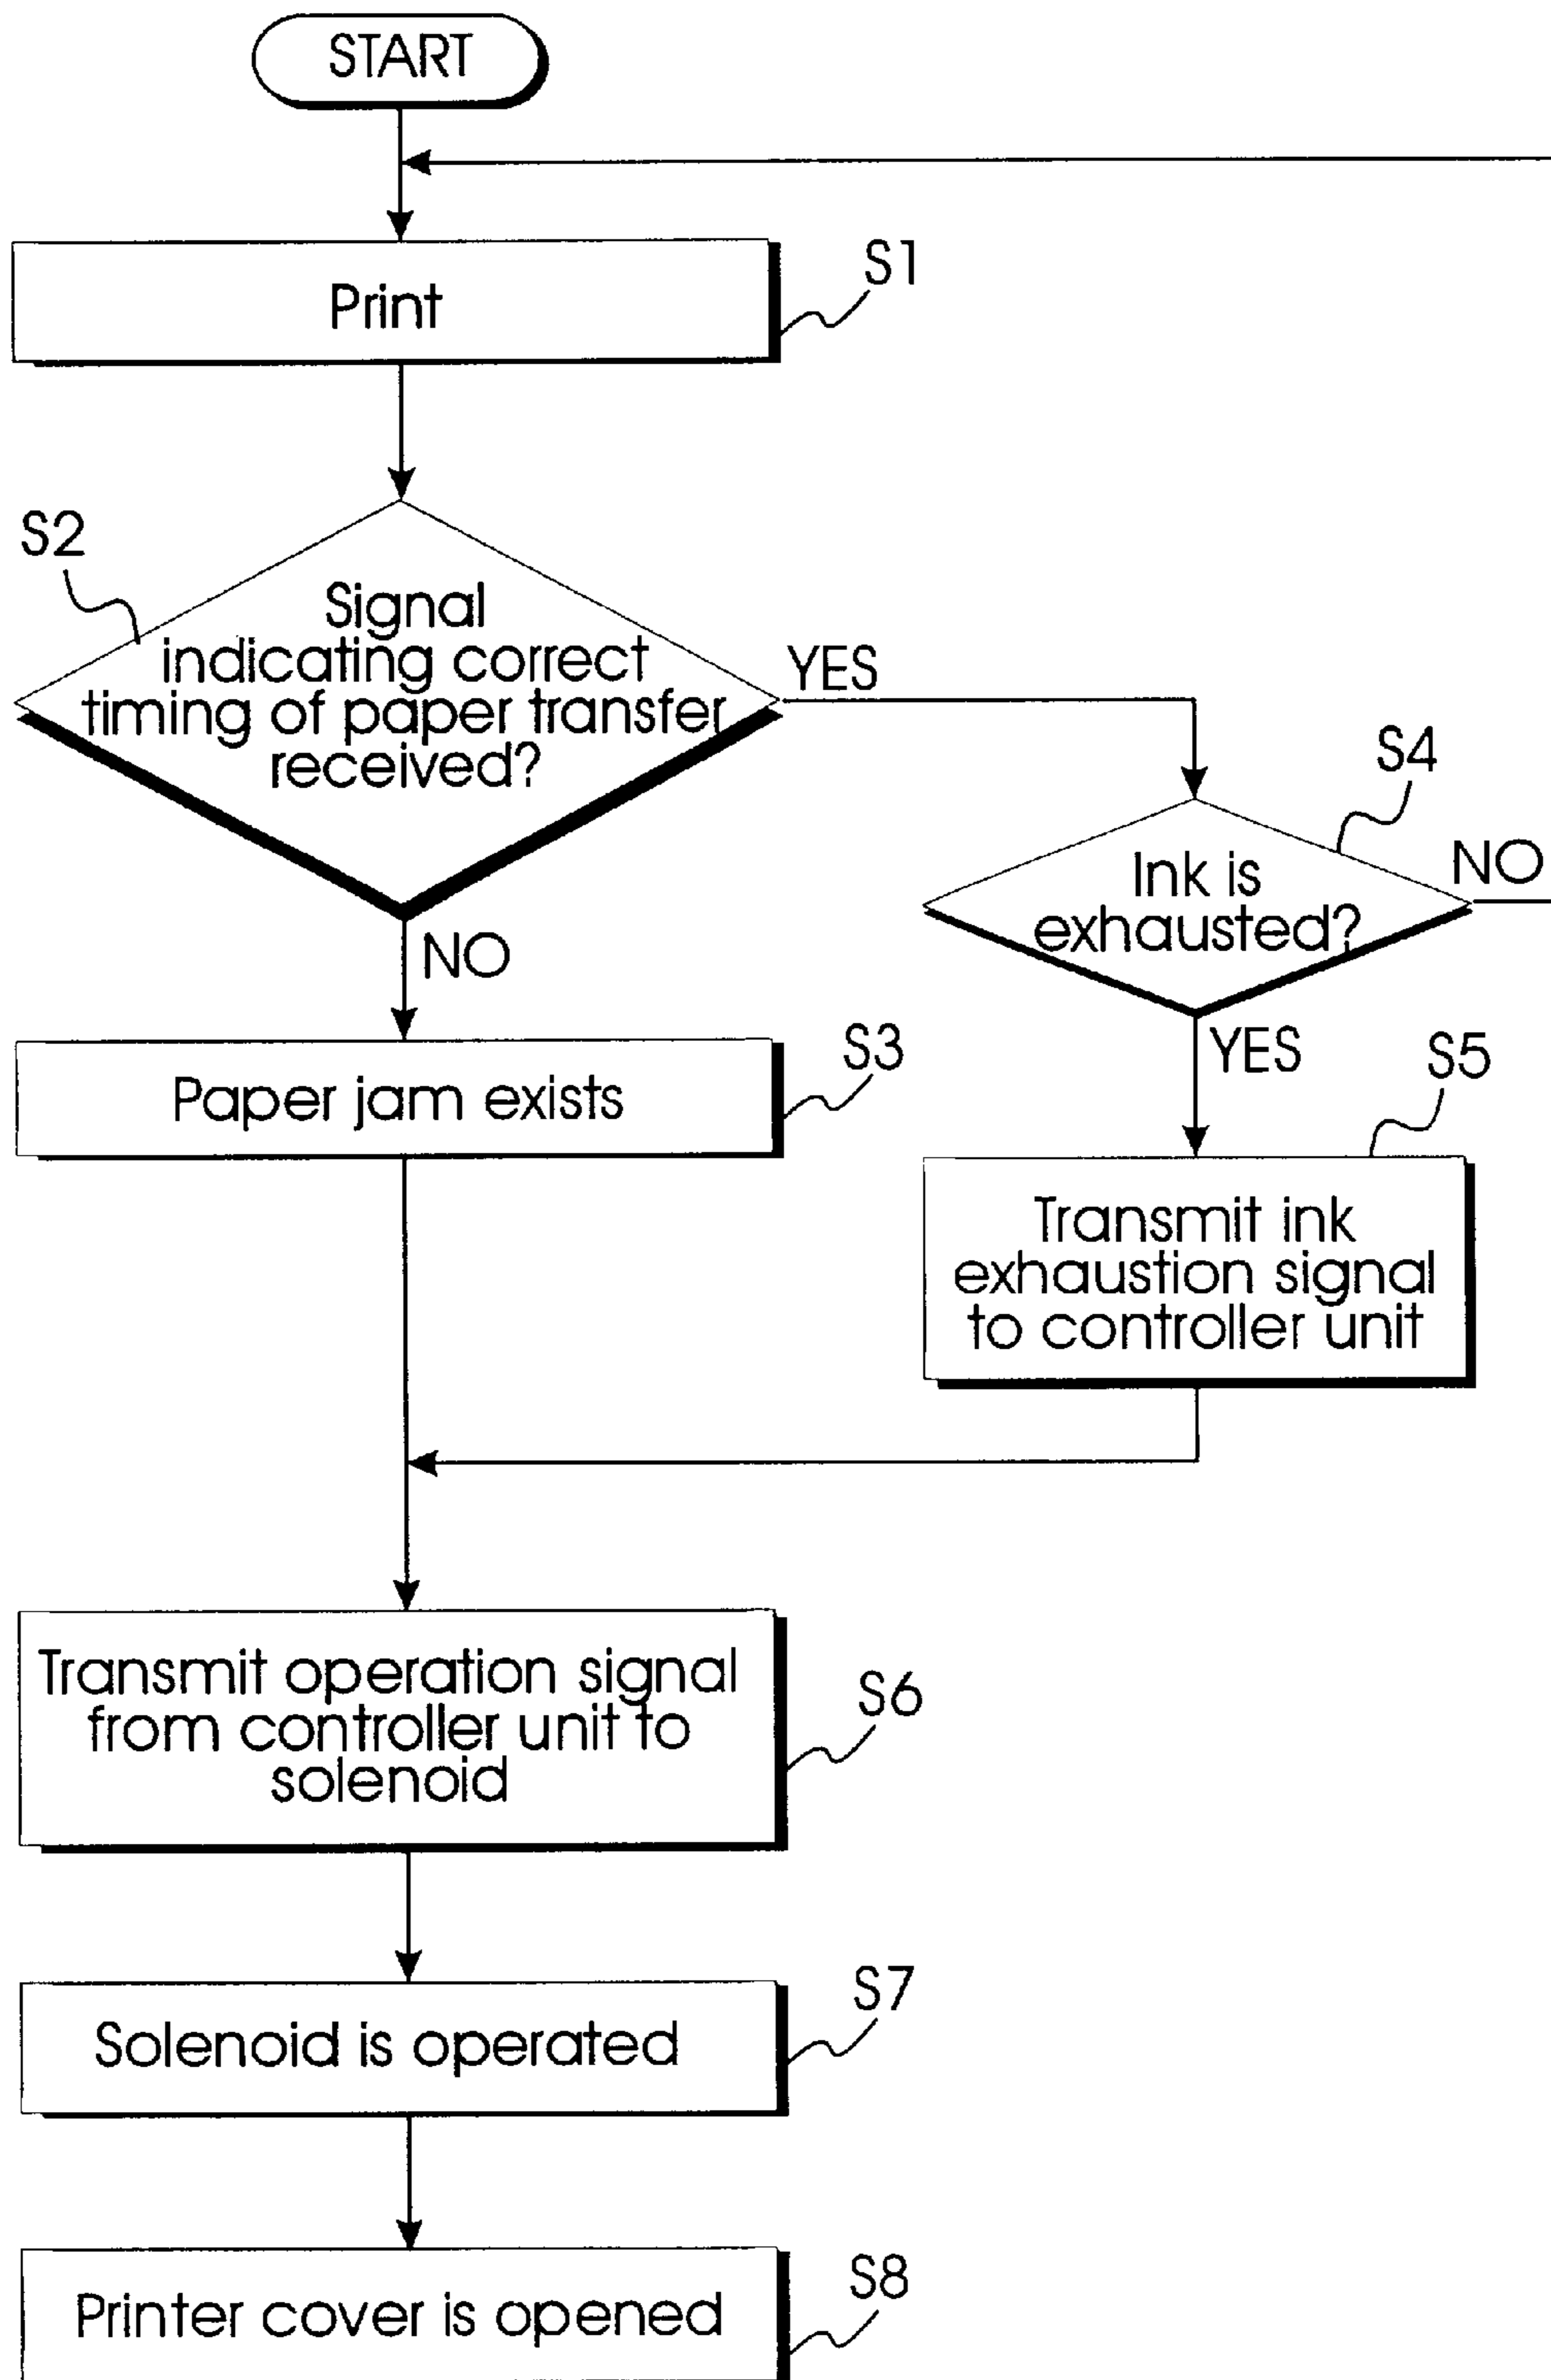 START
Print
S1
S2
Signal
indicating correct
timing of paper transfer
received?
YES
S4
Ink is
exhausted?
NO
NO
YES
Paper jam exists
S3
S5
Transmit ink
exhaustion signal
to controller unit
Transmit operation signal
from controller unit to
solenoid
S6
Solenoid is operated
S7
Printer cover is opened
S8